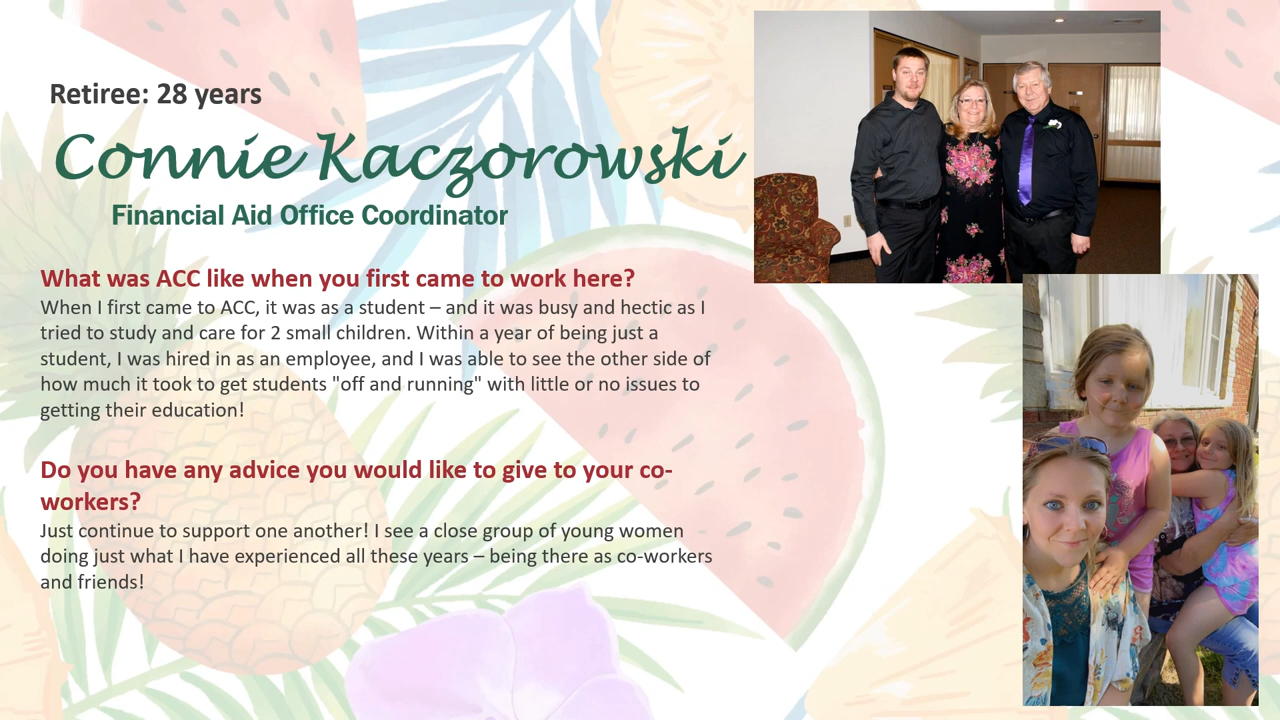 Retiree: 28 years
Connie Kaczorowski
Financial Aid Office Coordinator
What was ACC like when you first came to work here?
When I first came to ACC, it was as a student – and it was busy and hectic as I
tried to study and care for 2 small children. Within a year of being just a
student, I was hired in as an employee, and I was able to see the other side of
how much it took to get students "off and running" with little or no issues to
getting their education!
Do you have any advice you would like to give to your co-
workers?
Just continue to support one another! I see a close group of young women
doing just what I have experienced all these years – being there as co-workers
and friends!